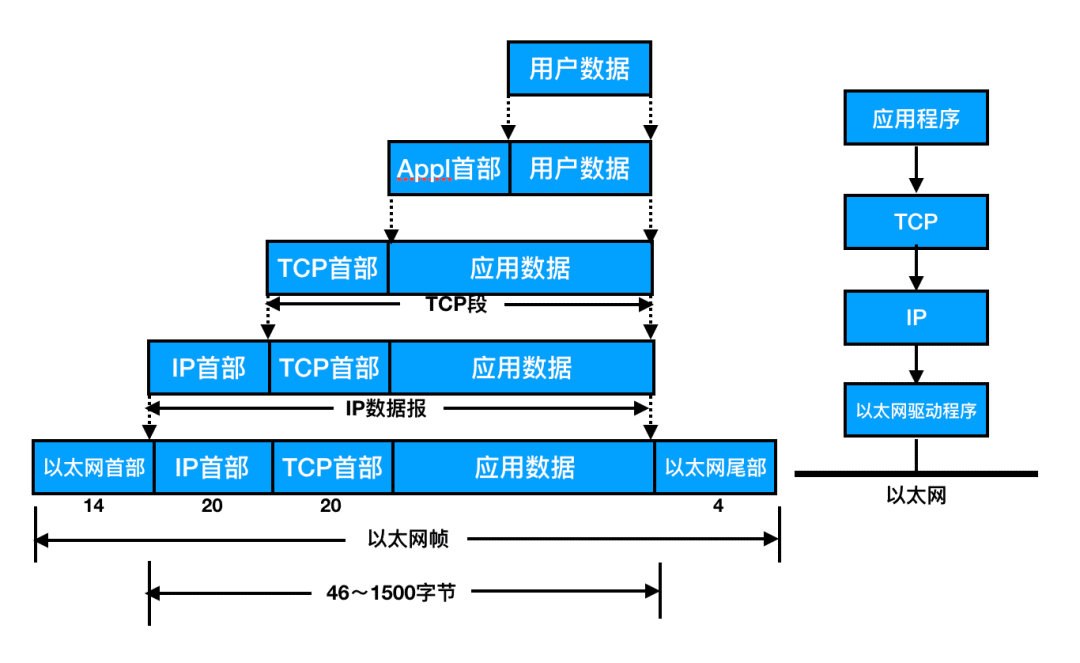 用户数据
Appl首部 用户数据
TCP首部 应用数据
TCP段
IP首部 TCP首部 应用数据
IP数据报
以太网首部 IP首部 TCP首部 应用数据 以太网尾部
14 20 20 4
以太网帧
46～1500字节
应用程序
TCP
IP
以太网驱动程序
以太网